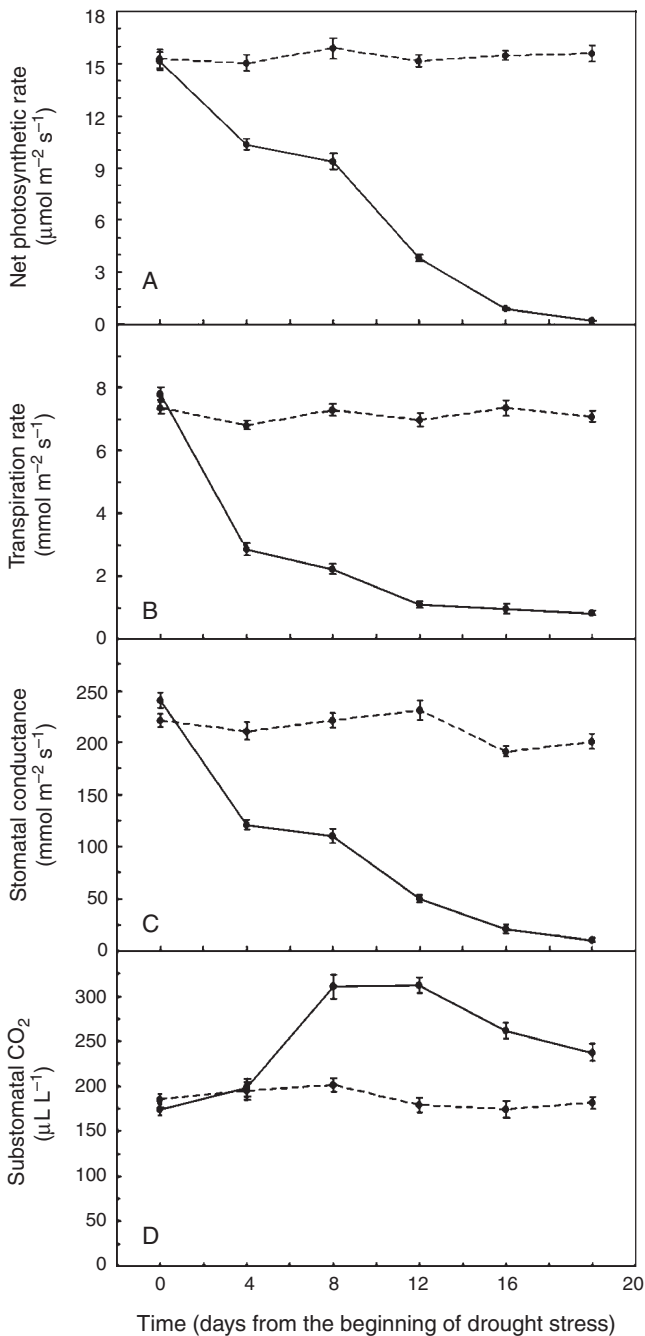 18
15
12
9
6
3
0
Net photosynthetic rate
(μmol m⁻² s⁻¹)
A
8
6
4
2
0
Transpiration rate
(mmol m⁻² s⁻¹)
B
250
200
150
100
50
0
Stomatal conductance
(mmol m⁻² s⁻¹)
C
300
250
200
150
100
50
0
Substomatal CO₂
(μL L⁻¹)
D
0 4 8 12 16 20
Time (days from the beginning of drought stress)